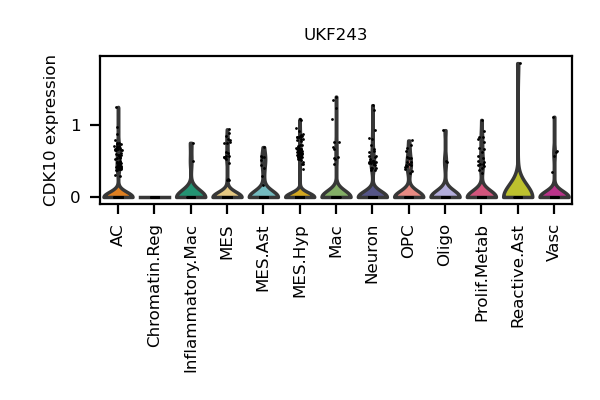 UKF243
CDK10 expression
1
0
AC
Chromatin.Reg
Inflammatory.Mac
MES
MES.Ast
MES.Hyp
Mac
Neuron
OPC
Oligo
Prolif.Metab
Reactive.Ast
Vasc